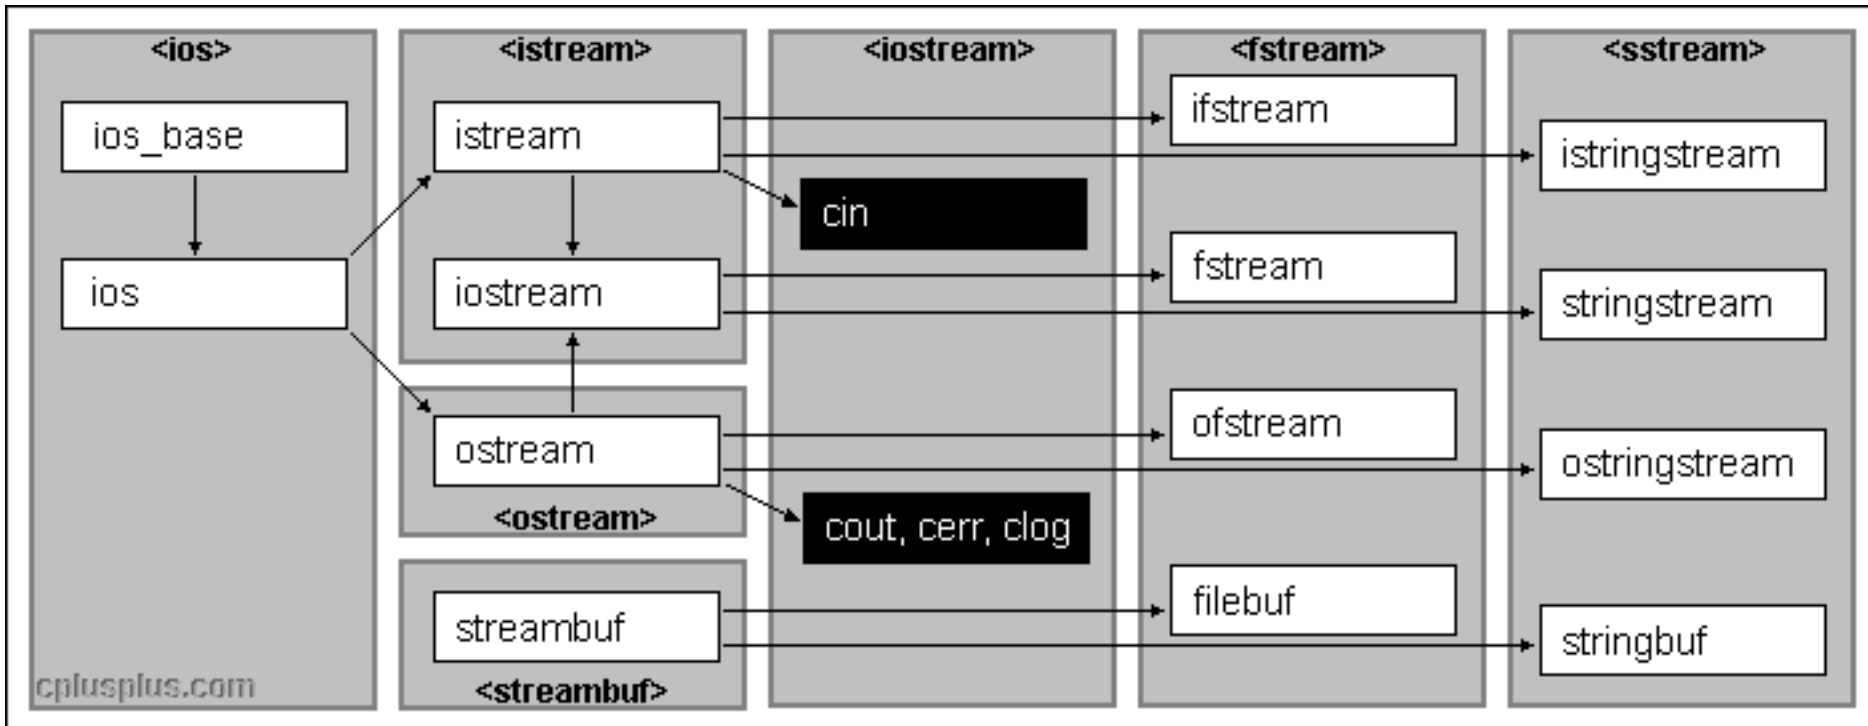 <ios>
ios_base
ios
cplusplus.com
<istream>
istream
iostream
ostream
<ostream>
streambuf
<streambuf>
<iostream>
cin
cout, cerr, clog
<fstream>
ifstream
fstream
ofstream
filebuf
<sstream>
istringstream
stringstream
ostringstream
stringbuf